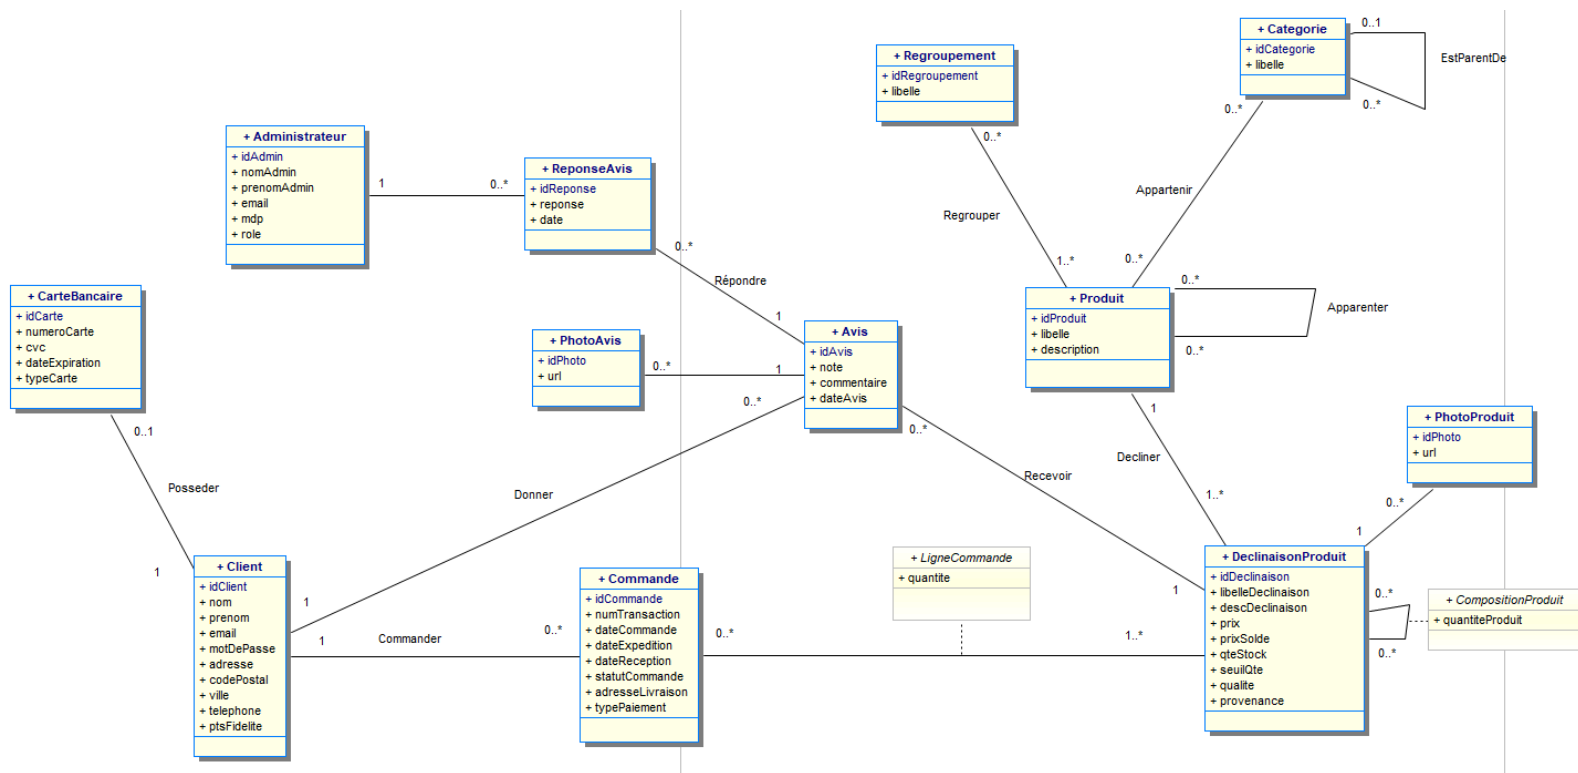 + Categorie
+ idCategorie
+ libelle
0..1
EstParentDe
0..*
0..*
+ Regroupement
+ idRegroupement
+ libelle
0..*
Appartenir
Regrouper
1..*
0..*
+ Administrateur
+ idAdmin
+ nomAdmin
+ prenomAdmin
+ email
+ mdp
+ role
1
0..*
+ ReponseAvis
+ idReponse
+ reponse
+ date
0..*
Répondre
1
+ Produit
+ idProduit
+ libelle
+ description
0..*
Apparenter
0..*
+ CarteBancaire
+ idCarte
+ numeroCarte
+ cvc
+ dateExpiration
+ typeCarte
0..1
Posseder
1
+ PhotoAvis
+ idPhoto
+ url
0..*
1
+ Avis
+ idAvis
+ note
+ commentaire
+ dateAvis
0..*
0..*
Donner
1
Recevoir
1
1
Decliner
1..*
+ PhotoProduit
+ idPhoto
+ url
0..*
1
+ Client
+ idClient
+ nom
+ prenom
+ email
+ motDePasse
+ adresse
+ codePostal
+ ville
+ telephone
+ ptsFidelite
1
Commander
0..*
+ Commande
+ idCommande
+ numTransaction
+ dateCommande
+ dateExpedition
+ dateReception
+ statutCommande
+ adresseLivraison
+ typePaiement
0..*
+ LigneCommande
+ quantite
1..*
+ DeclinaisonProduit
+ idDeclinaison
+ libelleDeclinaison
+ descDeclinaison
+ prix
+ prixSolde
+ qteStock
+ seuilQte
+ qualite
+ provenance
0..*
0..*
+ CompositionProduit
+ quantiteProduit